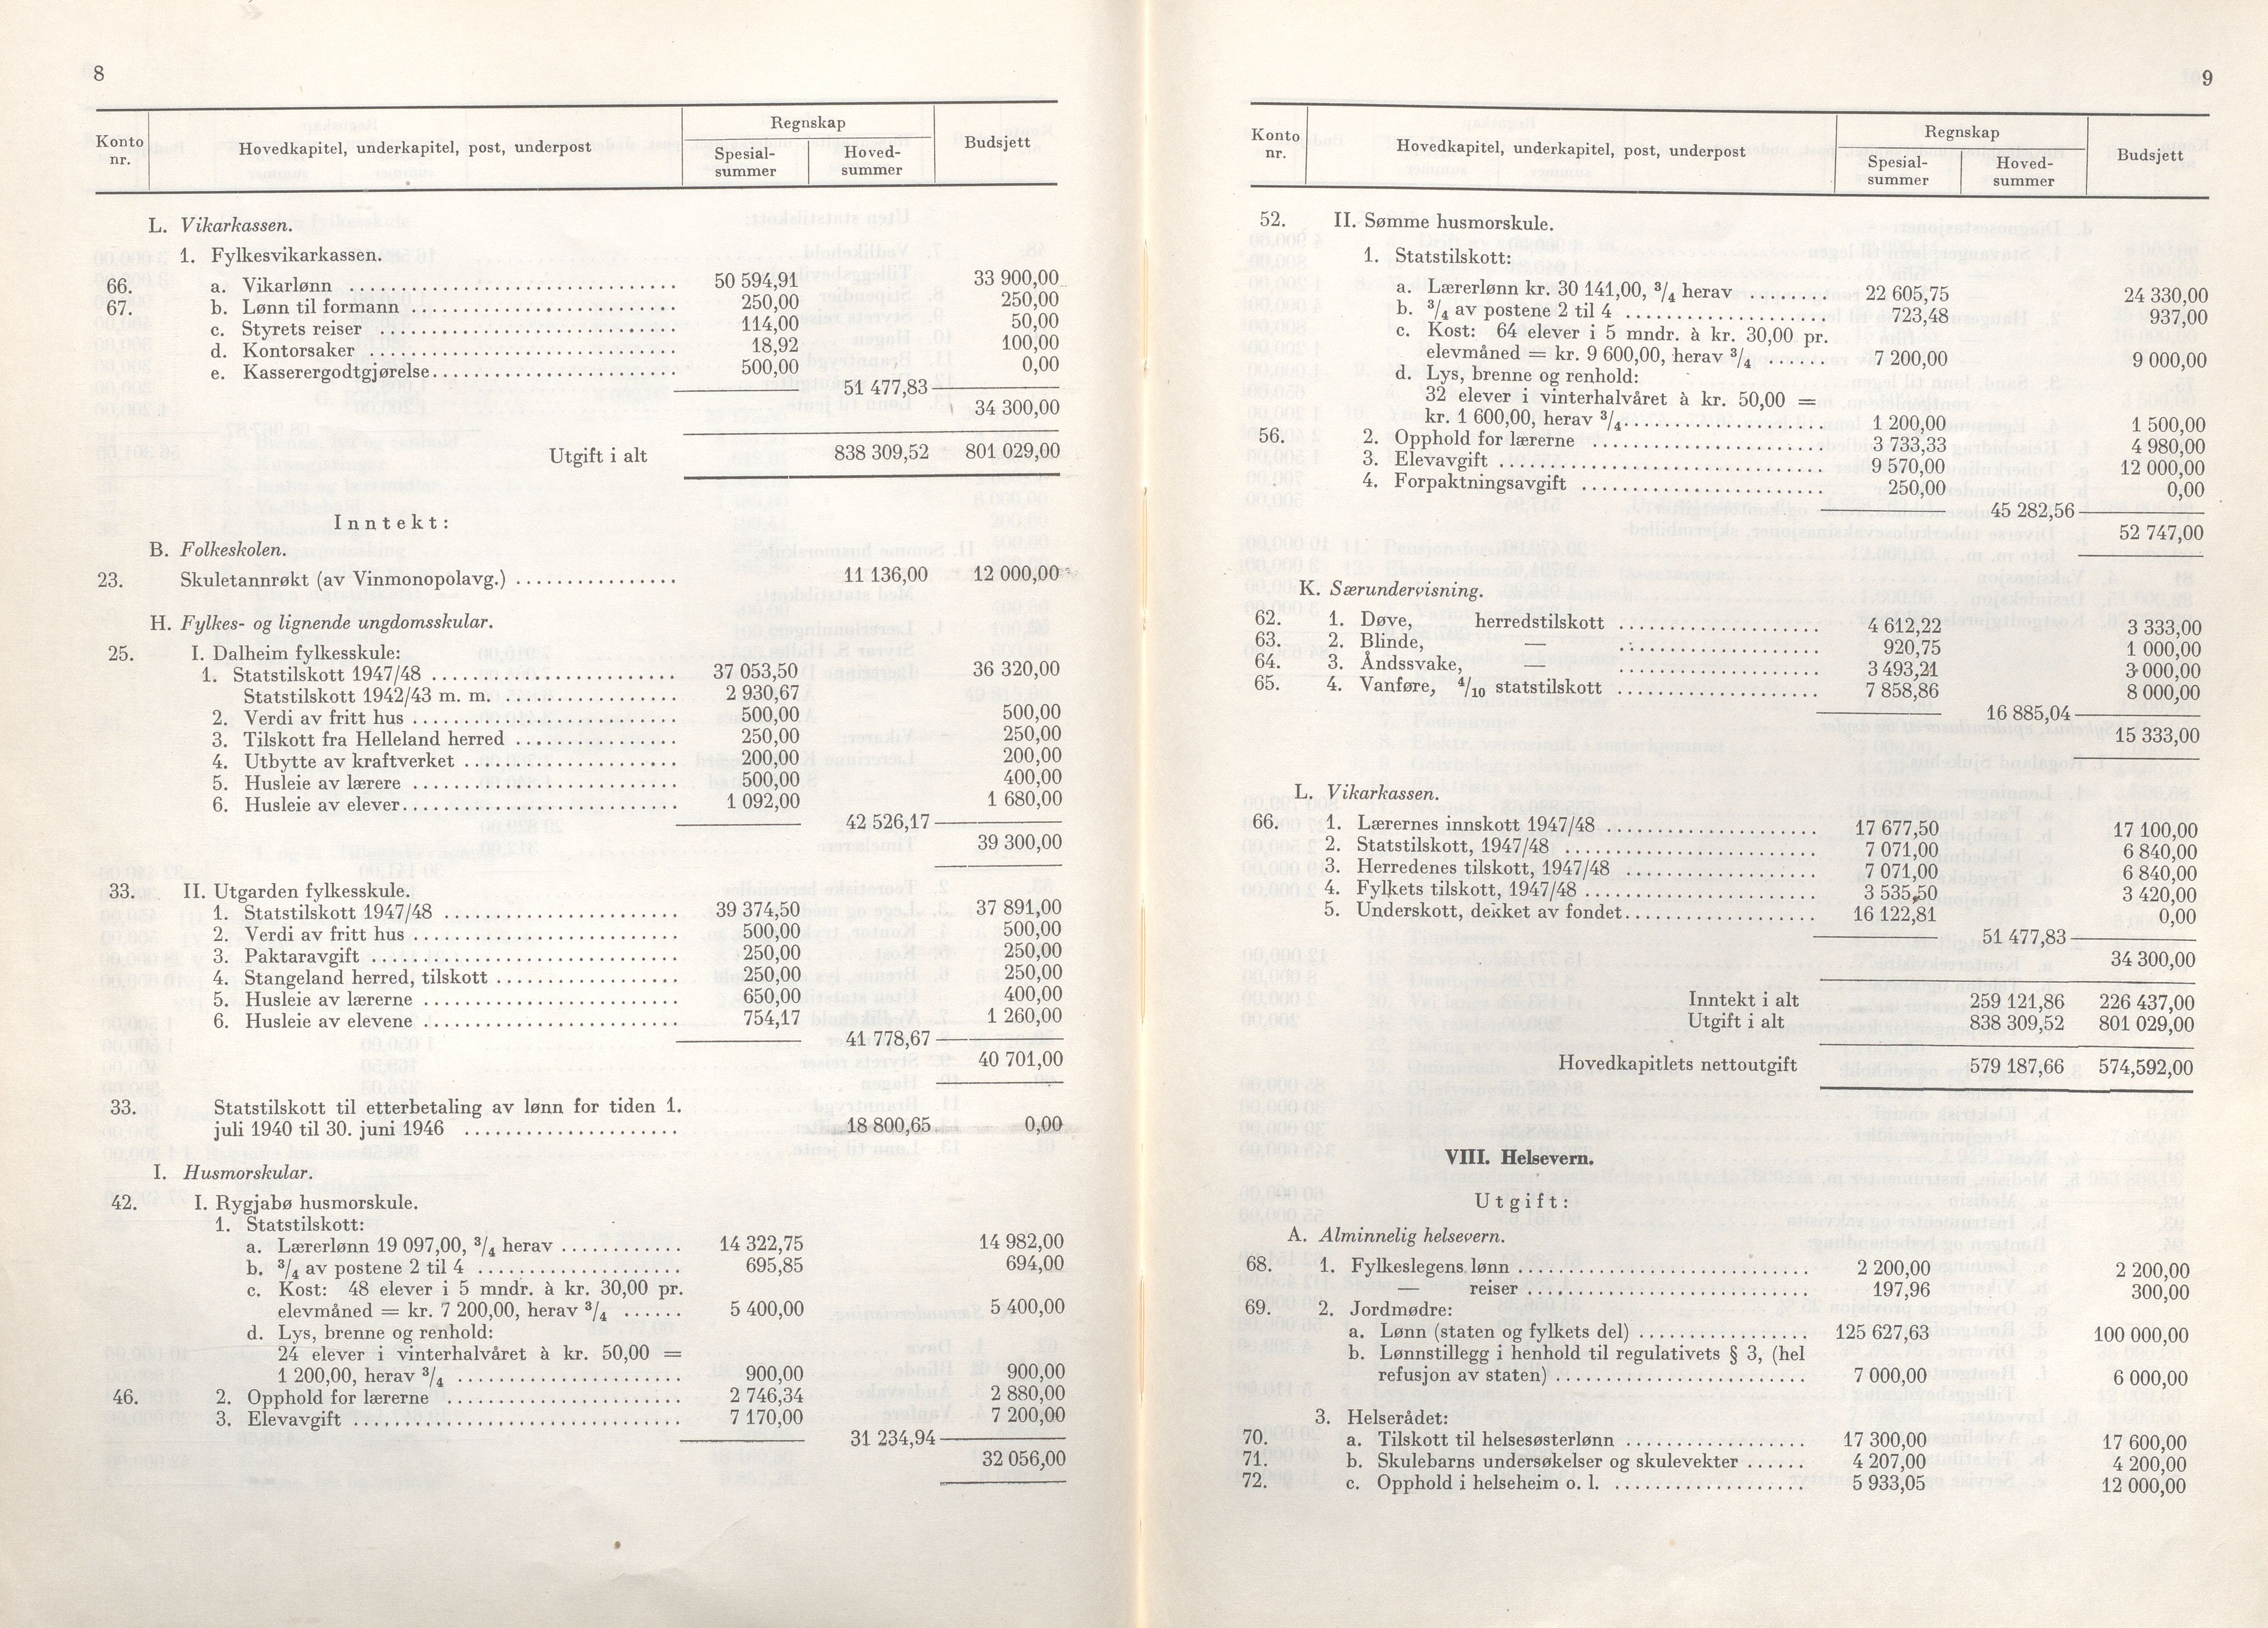 8
Konto nr. Hovedkapitel, underkapitel, post, underpost Regnskap Budsjett
Spesial-summer Hoved-summer
L. Vikarkassen.
1. Fylkesvikarkassen.
66. a. Vikarlønn 50 594,91 33 900,00
67. b. Lønn til formann 250,00 250,00
c. Styrets reiser 114,00 50,00
d. Kontorsaker 18,92 100,00
e. Kasserergodtgjørelse 500,00 0,00
51 477,83
34 300,00
Utgift i alt 838 309,52 801 029,00
Inntekt:
B. Folkeskolen.
23. Skuletannrøkt (av Vinmonopolavg.) 11 136,00 12 000,00
H. Fylkes- og lignende ungdomsskular.
25. I. Dalheim fylkesskule:
1. Statstilskott 1947/48 37 053,50 36 320,00
Statstilskott 1942/43 m. m. 2 930,67
2. Verdi av fritt hus 500,00 500,00
3. Tilskott fra Helleland herred 250,00 250,00
4. Utbytte av kraftverket 200,00 200,00
5. Husleie av lærere 500,00 400,00
6. Husleie av elever 1 092,00 1 680,00
42 526,17
39 300,00
33. II. Utgarden fylkesskule.
1. Statstilskott 1947/48 39 374,50 37 891,00
2. Verdi av fritt hus 500,00 500,00
3. Paktaravgift 250,00 250,00
4. Stangeland herred, tilskott 250,00 250,00
5. Husleie av lærerne 650,00 400,00
6. Husleie av elevene 754,17 1 260,00
41 778,67
40 701,00
33. Statstilskott til etterbetaling av lønn for tiden 1.
juli 1940 til 30. juni 1946 18 800,65 0,00
I. Husmorskular.
42. I. Rygjabø husmorskule.
1. Statstilskott:
a. Lærerlønn 19 097,00, 3/4 herav 14 322,75 14 982,00
b. 3/4 av postene 2 til 4 695,85 694,00
c. Kost: 48 elever i 5 mndr. à kr. 30,00 pr.
elevmåned = kr. 7 200,00, herav 3/4 5 400,00 5 400,00
d. Lys, brenne og renhold:
24 elever i vinterhalvåret à kr. 50,00 =
1 200,00, herav 3/4 900,00 900,00
46. 2. Opphold for lærerne 2 746,34 2 880,00
3. Elevavgift 7 170,00 7 200,00
31 234,94
32 056,00
9
Konto nr. Hovedkapitel, underkapitel, post, underpost Regnskap Budsjett
Spesial-summer Hoved-summer
52. II. Sømme husmorskule.
1. Statstilskott:
a. Lærerlønn kr. 30 141,00, 3/4 herav 22 605,75 24 330,00
b. 3/4 av postene 2 til 4 723,48 937,00
c. Kost: 64 elever i 5 mndr. à kr. 30,00 pr.
elevmåned = kr. 9 600,00, herav 3/4 7 200,00 9 000,00
d. Lys, brenne og renhold:
32 elever i vinterhalvåret à kr. 50,00 =
kr. 1 600,00, herav 3/4 1 200,00 1 500,00
56. 2. Opphold for lærerne 3 733,33 4 980,00
3. Elevavgift 9 570,00 12 000,00
4. Forpaktningsavgift 250,00 0,00
45 282,56
52 747,00
K. Særundervisning.
62. 1. Døve, herredstilskott 4 612,22 3 333,00
63. 2. Blinde, — 920,75 1 000,00
64. 3. Åndssvake, — 3 493,21 3 000,00
65. 4. Vanføre, 4/10 statstilskott 7 858,86 8 000,00
16 885,04
15 333,00
L. Vikarkassen.
66. 1. Lærernes innskott 1947/48 17 677,50 17 100,00
2. Statstilskott, 1947/48 7 071,00 6 840,00
3. Herredenes tilskott, 1947/48 7 071,00 6 840,00
4. Fylkets tilskott, 1947/48 3 535,50 3 420,00
5. Underskott, dekket av fondet 16 122,81 0,00
51 477,83
34 300,00
Inntekt i alt 259 121,86 226 437,00
Utgift i alt 838 309,52 801 029,00
Hovedkapitlets nettoutgift 579 187,66 574,592,00
VIII. Helsevern.
Utgift:
A. Alminnelig helsevern.
68. 1. Fylkeslegens lønn 2 200,00 2 200,00
— reiser 197,96 300,00
69. 2. Jordmødre:
a. Lønn (staten og fylkets del) 125 627,63 100 000,00
b. Lønnstillegg i henhold til regulativets § 3, (hel
refusjon av staten) 7 000,00 6 000,00
3. Helserådet:
70. a. Tilskott til helsesøsterlønn 17 300,00 17 600,00
71. b. Skulebarns undersøkelser og skulevekter 4 207,00 4 200,00
72. c. Opphold i helseheim o. l. 5 933,05 12 000,00